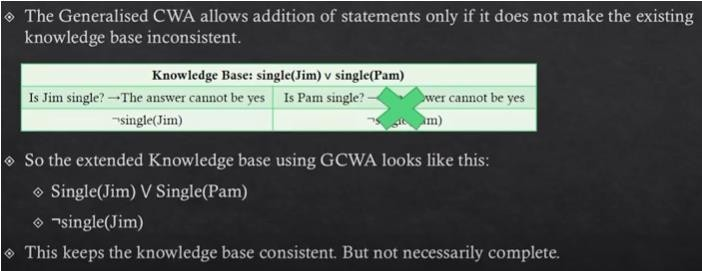 The Generalised CWA allows addition of statements only if it does not make the existing
knowledge base inconsistent.
Knowledge Base: single(Jim) ∨ single(Pam)
Is Jim single? →The answer cannot be yes
Is Pam single? cannot be yes
¬single(Jim)
So the extended Knowledge base using GCWA looks like this:
Single(Jim) V Single(Pam)
¬single(Jim)
This keeps the knowledge base consistent. But not necessarily complete.